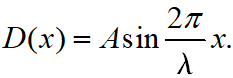 D(x) = A sin 2π/λ x.